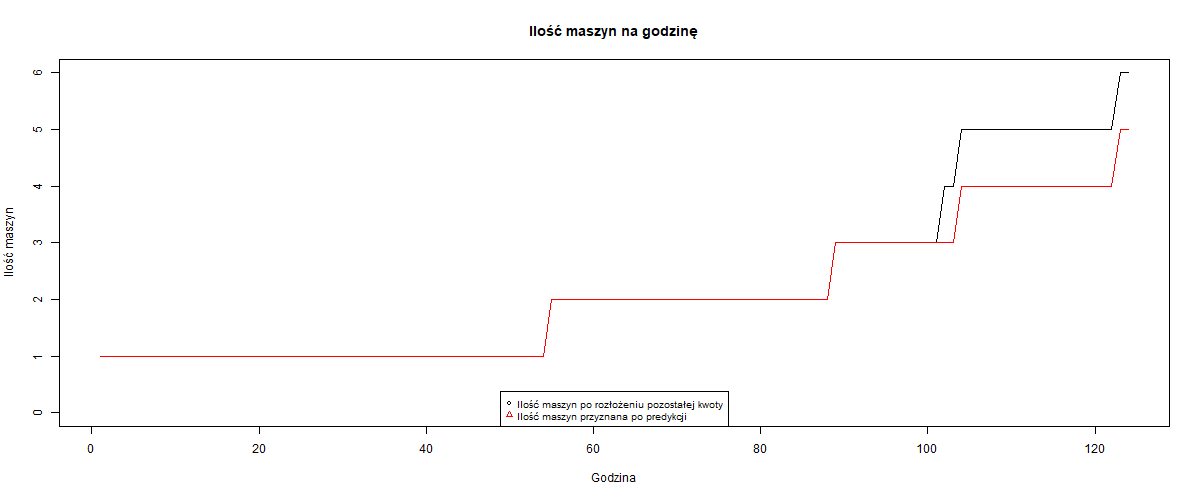 Ilość maszyn na godzinę
Ilość maszyn
6
5
4
3
2
1
0
Ilość maszyn po rozłożeniu pozostałej kwoty
Ilość maszyn przyznana po predykcji
0 20 40 60 80 100 120
Godzina